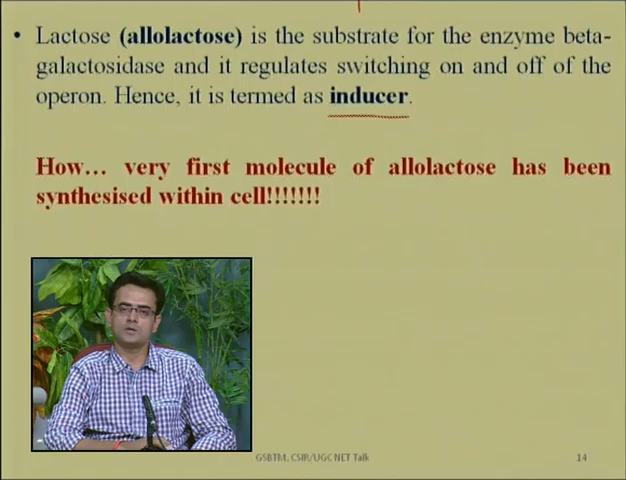 • Lactose (allolactose) is the substrate for the enzyme beta-
galactosidase and it regulates switching on and off of the
operon. Hence, it is termed as inducer.
How... very first molecule of allolactose has been
synthesised within cell!!!!!!!
GSBTM, CSIR/UGC NET Talk
14